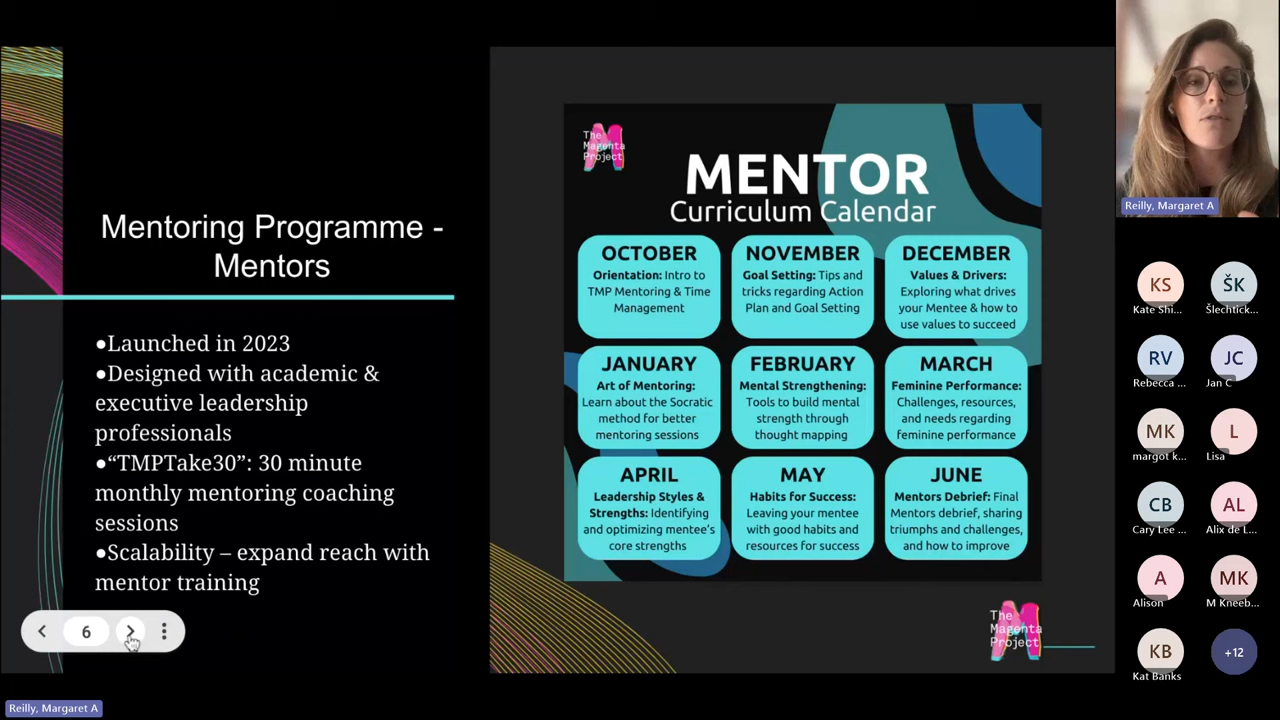 Mentoring Programme -
Mentors
●Launched in 2023
●Designed with academic &
executive leadership
professionals
●“TMPTake30”: 30 minute
monthly mentoring coaching
sessions
●Scalability – expand reach with
mentor training
6
Reilly, Margaret A
The
Magenta
Project
MENTOR
Curriculum Calendar
OCTOBER
Orientation: Intro to
TMP Mentoring & Time
Management
NOVEMBER
Goal Setting: Tips and
tricks regarding Action
Plan and Goal Setting
DECEMBER
Values & Drivers:
Exploring what drives
your Mentee & how to
use values to succeed
JANUARY
Art of Mentoring:
Learn about the Socratic
method for better
mentoring sessions
FEBRUARY
Mental Strengthening:
Tools to build mental
strength through
thought mapping
MARCH
Feminine Performance:
Challenges, resources,
and needs regarding
feminine performance
APRIL
Leadership Styles &
Strengths: Identifying
and optimizing mentee’s
core strengths
MAY
Habits for Success:
Leaving your mentee
with good habits and
resources for success
JUNE
Mentors Debrief: Final
Mentors debrief, sharing
triumphs and challenges,
and how to improve
The
Magenta
Project
Reilly, Margaret A
KS
Kate Shi...
ŠK
Šlechtick...
RV
Rebecca ...
JC
Jan C
MK
margot k...
L
Lisa
CB
Cary Lee ...
AL
Alix de L...
A
Alison
MK
M Kneeb...
KB
Kat Banks
+12